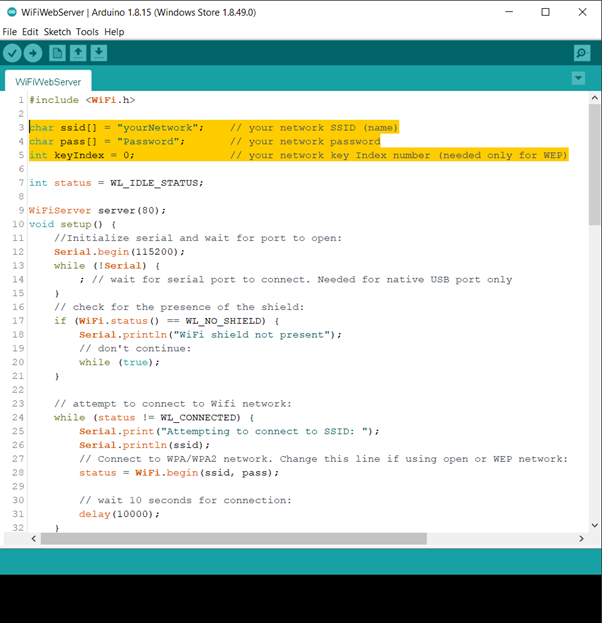 WiFiWebServer | Arduino 1.8.15 (Windows Store 1.8.49.0)
File Edit Sketch Tools Help
WiFiWebServer
1 #include <WiFi.h>
2
3 char ssid[] = "yourNetwork";    // your network SSID (name)
4 char pass[] = "Password";       // your network password
5 int keyIndex = 0;               // your network key Index number (needed only for WEP)
6
7 int status = WL_IDLE_STATUS;
8
9 WiFiServer server(80);
10 void setup() {
11     //Initialize serial and wait for port to open:
12     Serial.begin(115200);
13     while (!Serial) {
14         ; // wait for serial port to connect. Needed for native USB port only
15     }
16     // check for the presence of the shield:
17     if (WiFi.status() == WL_NO_SHIELD) {
18         Serial.println("WiFi shield not present");
19         // don't continue:
20         while (true);
21     }
22
23     // attempt to connect to Wifi network:
24     while (status != WL_CONNECTED) {
25         Serial.print("Attempting to connect to SSID: ");
26         Serial.println(ssid);
27         // Connect to WPA/WPA2 network. Change this line if using open or WEP network:
28         status = WiFi.begin(ssid, pass);
29
30         // wait 10 seconds for connection:
31         delay(10000);
32     }